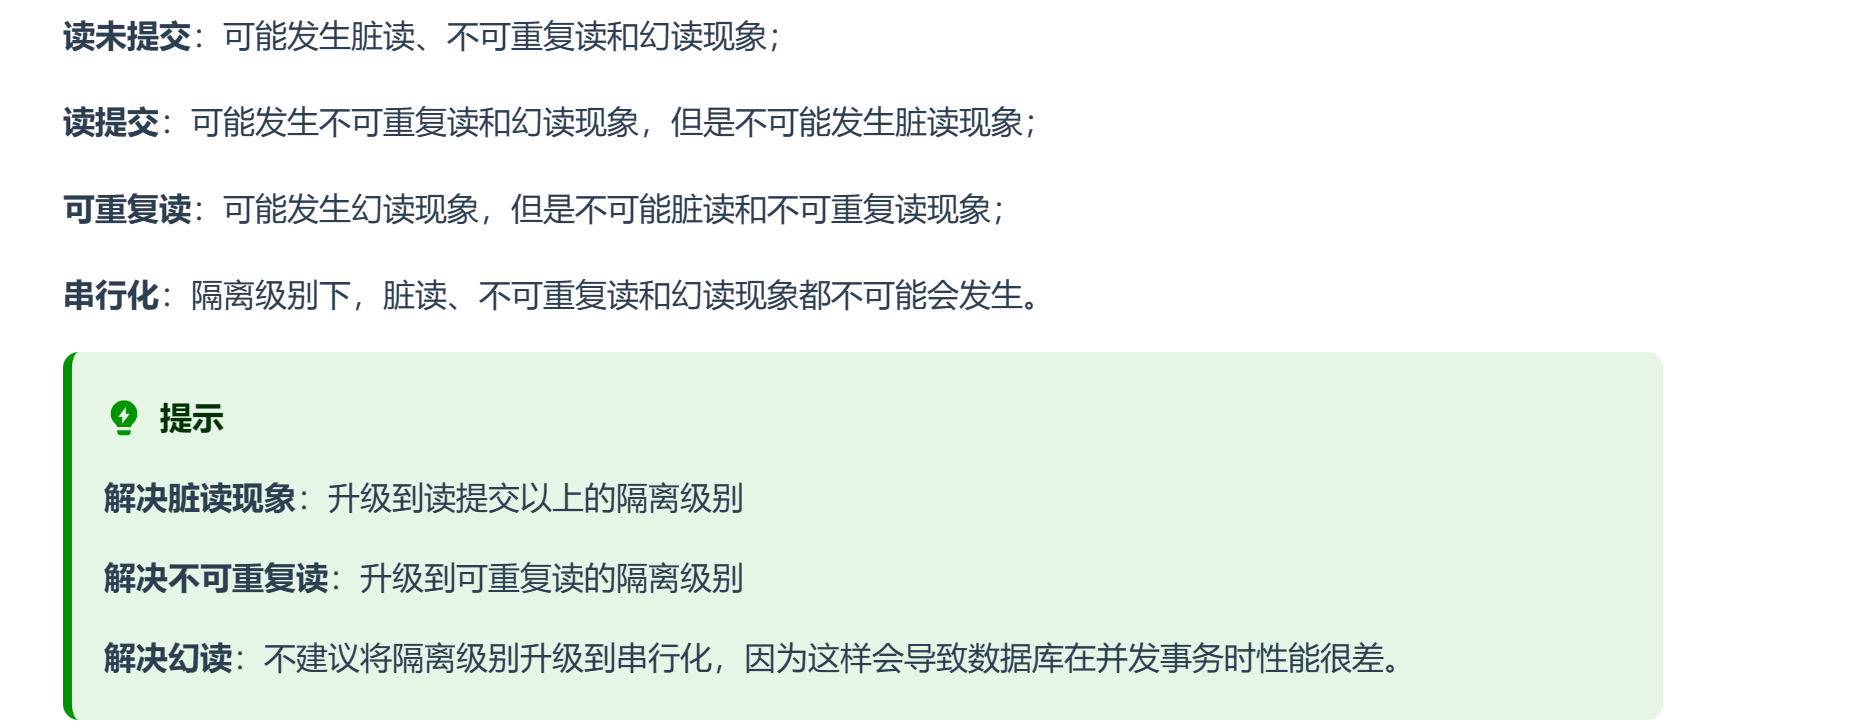 读未提交：可能发生脏读、不可重复读和幻读现象；
读提交：可能发生不可重复读和幻读现象，但是不可能发生脏读现象；
可重复读：可能发生幻读现象，但是不可能脏读和不可重复读现象；
串行化：隔离级别下，脏读、不可重复读和幻读现象都不可能会发生。
提示
解决脏读现象：升级到读提交以上的隔离级别
解决不可重复读：升级到可重复读的隔离级别
解决幻读：不建议将隔离级别升级到串行化，因为这样会导致数据库在并发事务时性能很差。